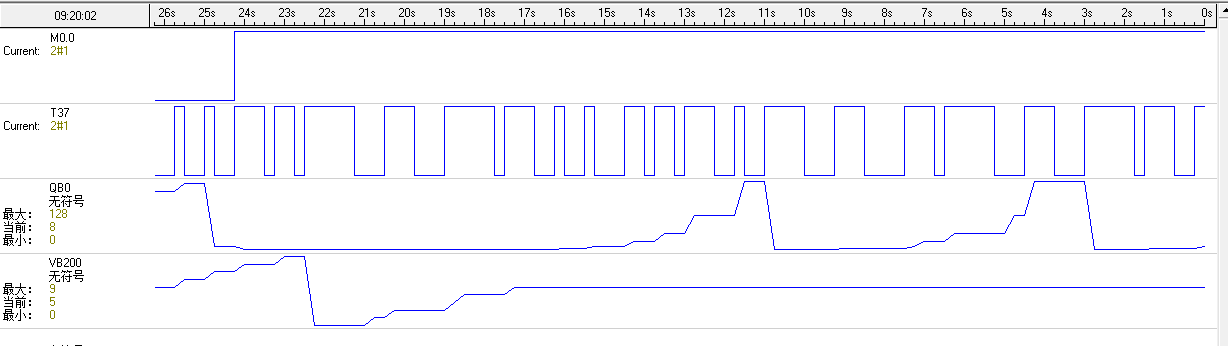 09:20:02 26s 25s 24s 23s 22s 21s 20s 19s 18s 17s 16s 15s 14s 13s 12s 11s 10s 9s 8s 7s 6s 5s 4s 3s 2s 1s 0s
M0.0
Current: 2#1
T37
Current: 2#1
QB0
无符号
最大: 128
当前: 8
最小: 0
VB200
无符号
最大: 9
当前: 5
最小: 0